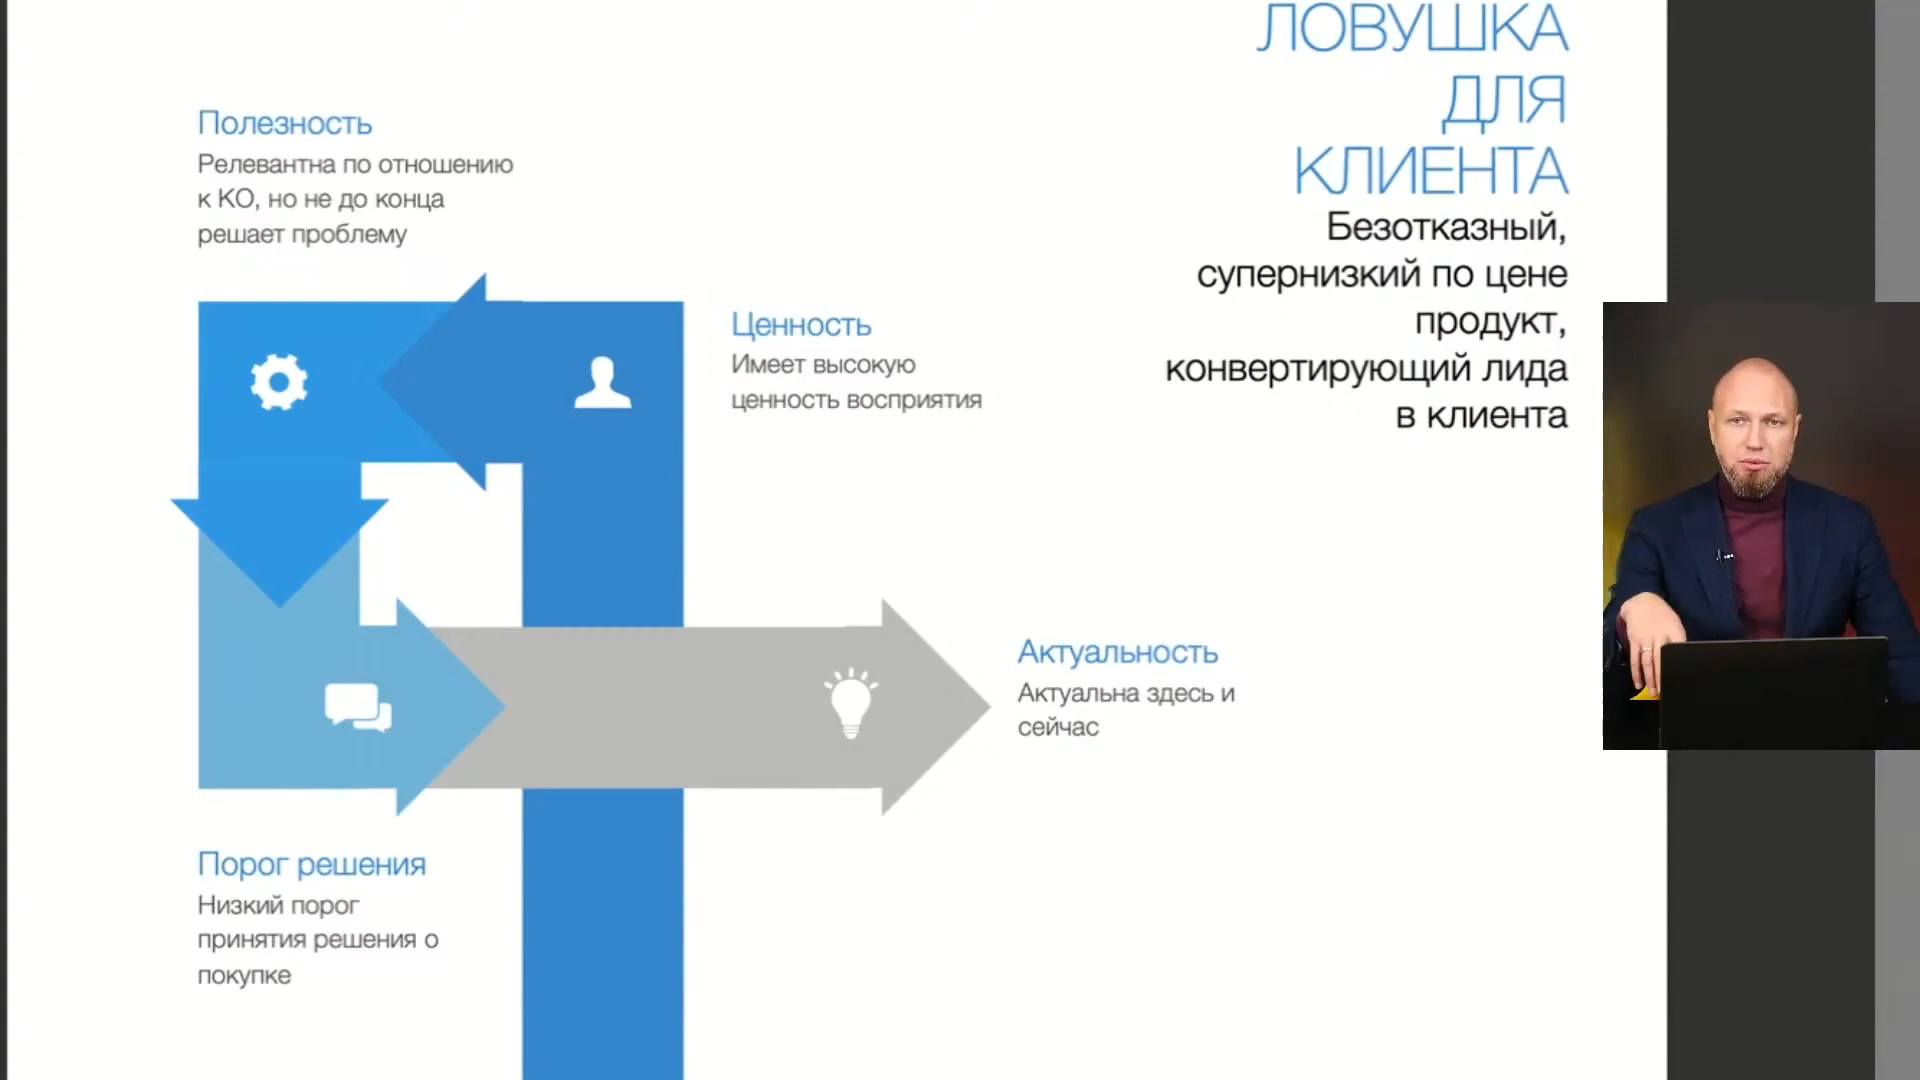 ЛОВУШКА
ДЛЯ
КЛИЕНТА
Безотказный,
супернизкий по цене
продукт,
конвертирующий лида
в клиента
Полезность
Релевантна по отношению
к КО, но не до конца
решает проблему
Ценность
Имеет высокую
ценность восприятия
Актуальность
Актуальна здесь и
сейчас
Порог решения
Низкий порог
принятия решения о
покупке